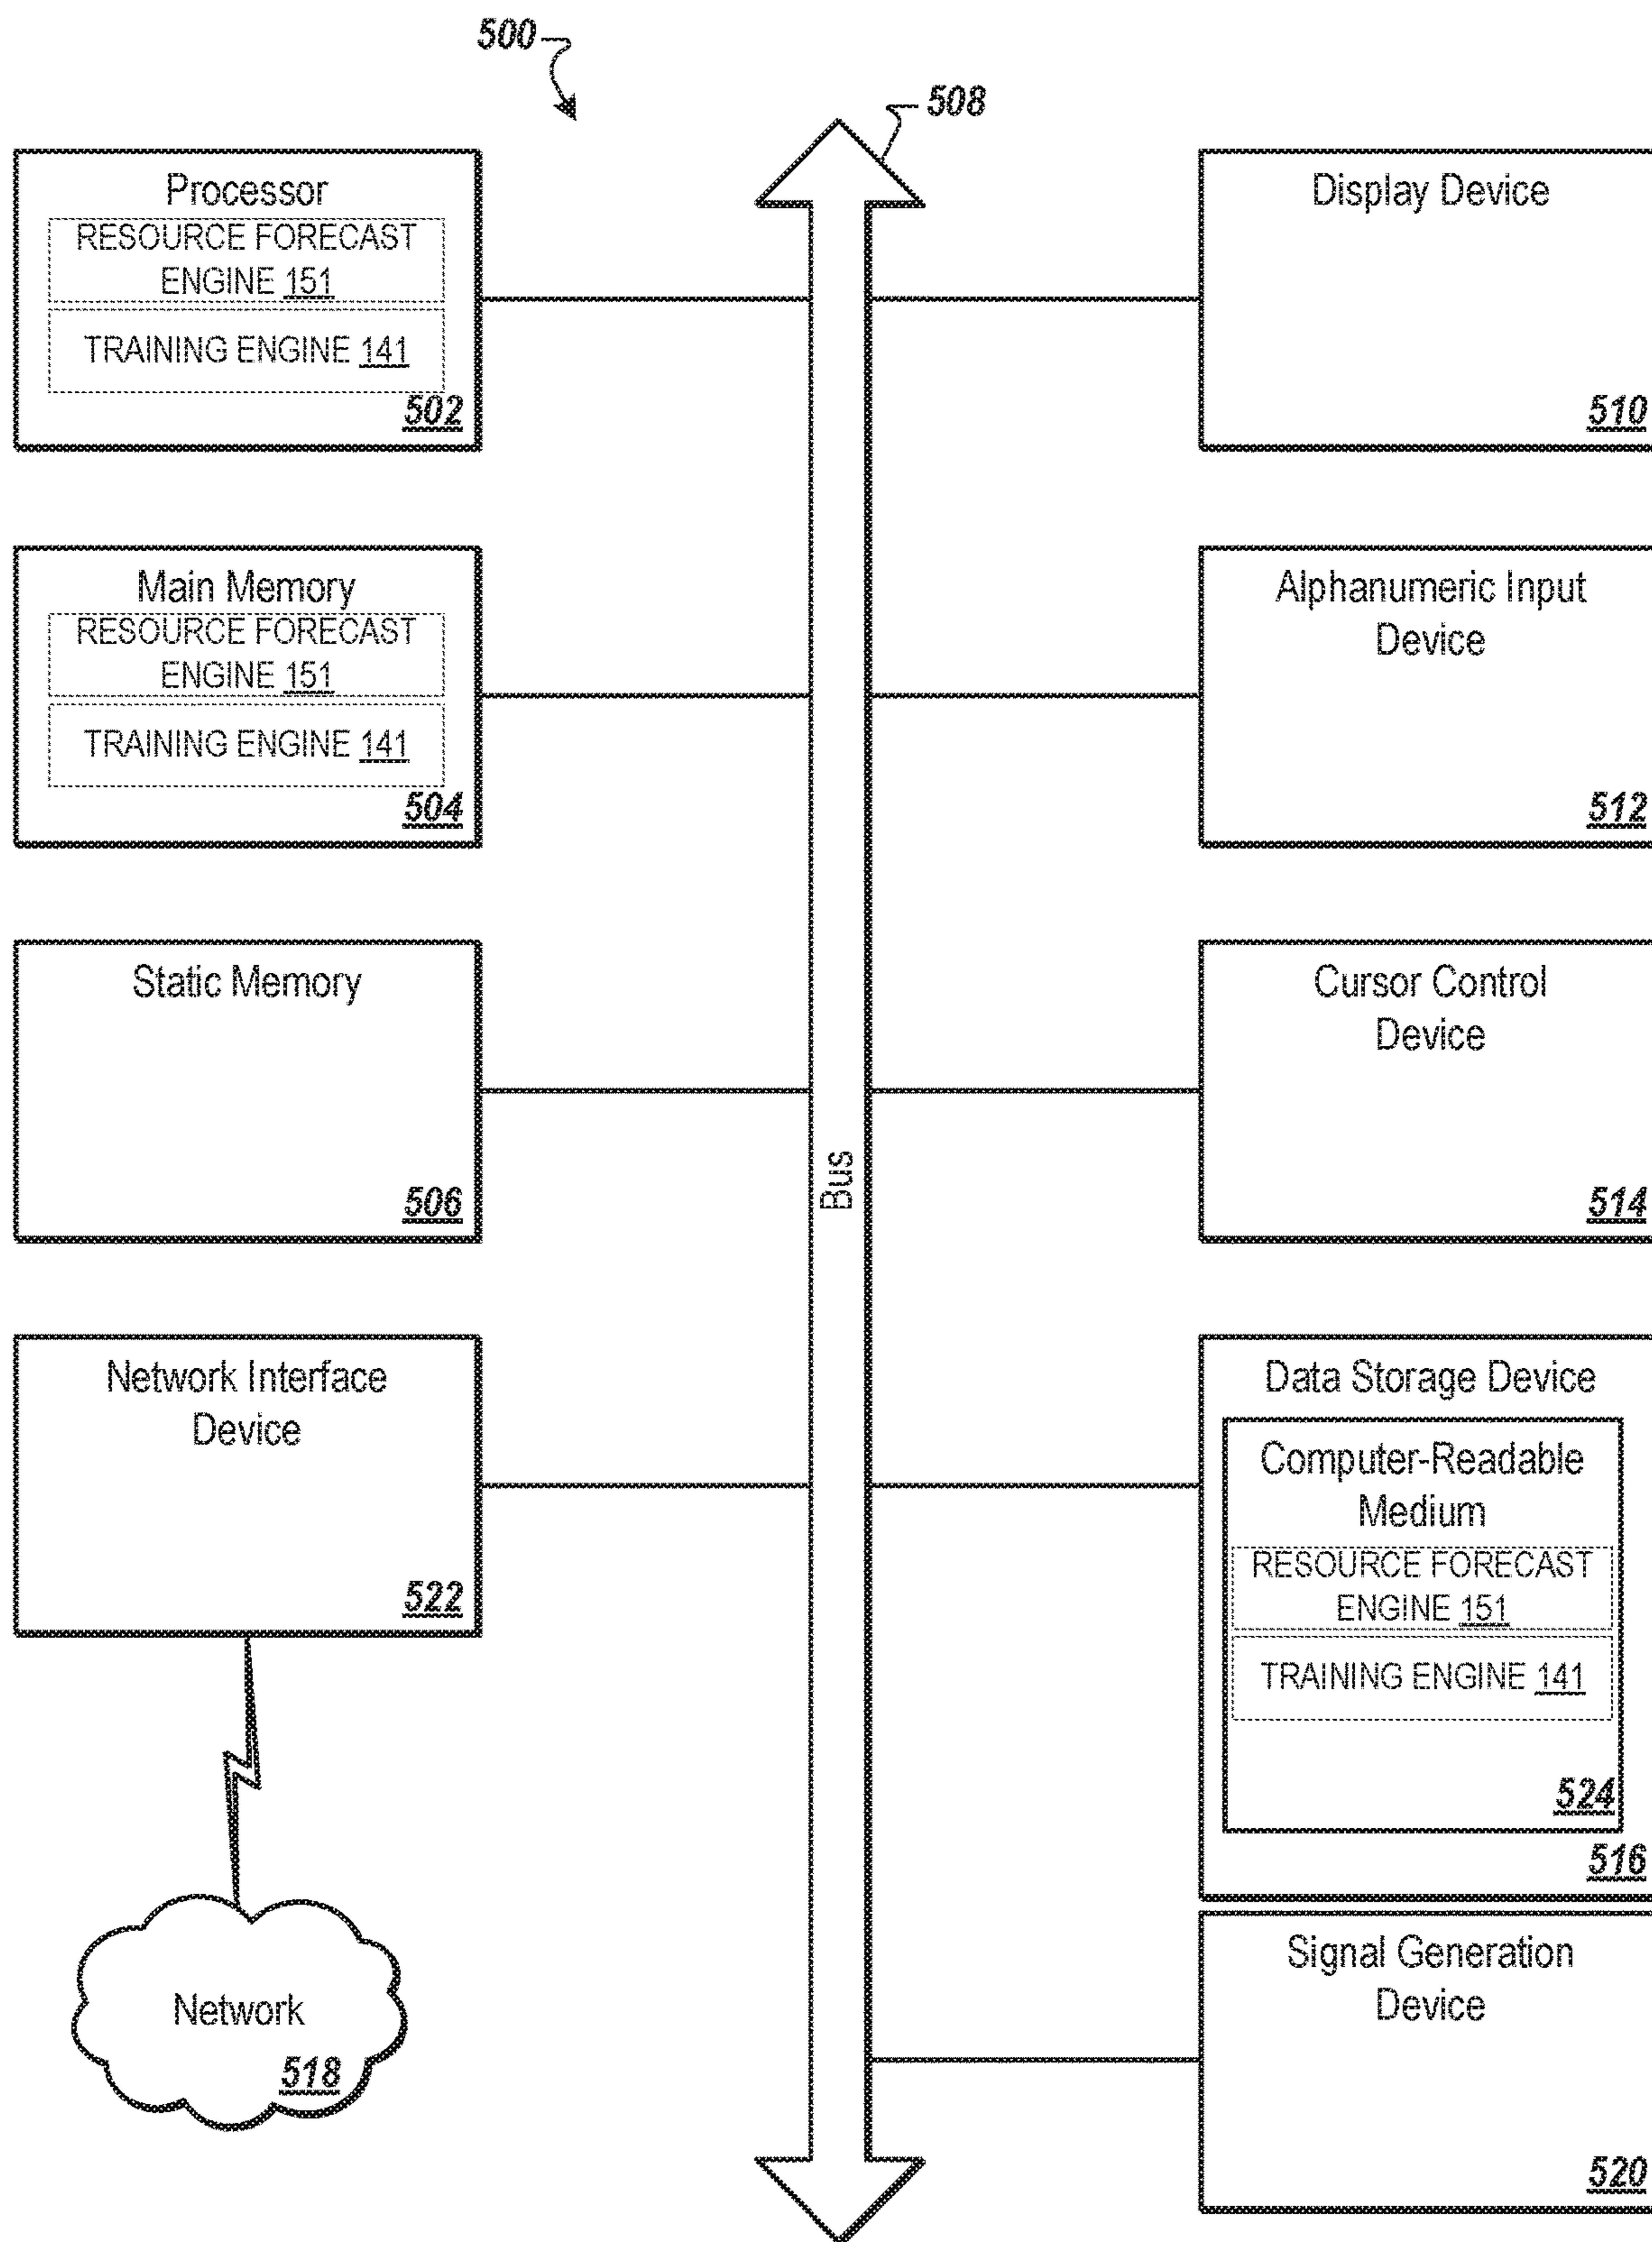 500
508
Processor
RESOURCE FORECAST
ENGINE 151
TRAINING ENGINE 141
502
Display Device
510
Main Memory
RESOURCE FORECAST
ENGINE 151
TRAINING ENGINE 141
504
Alphanumeric Input
Device
512
Static Memory
506
Cursor Control
Device
514
Bus
Network Interface
Device
522
Data Storage Device
Computer-Readable
Medium
RESOURCE FORECAST
ENGINE 151
TRAINING ENGINE 141
524
516
Network
518
Signal Generation
Device
520